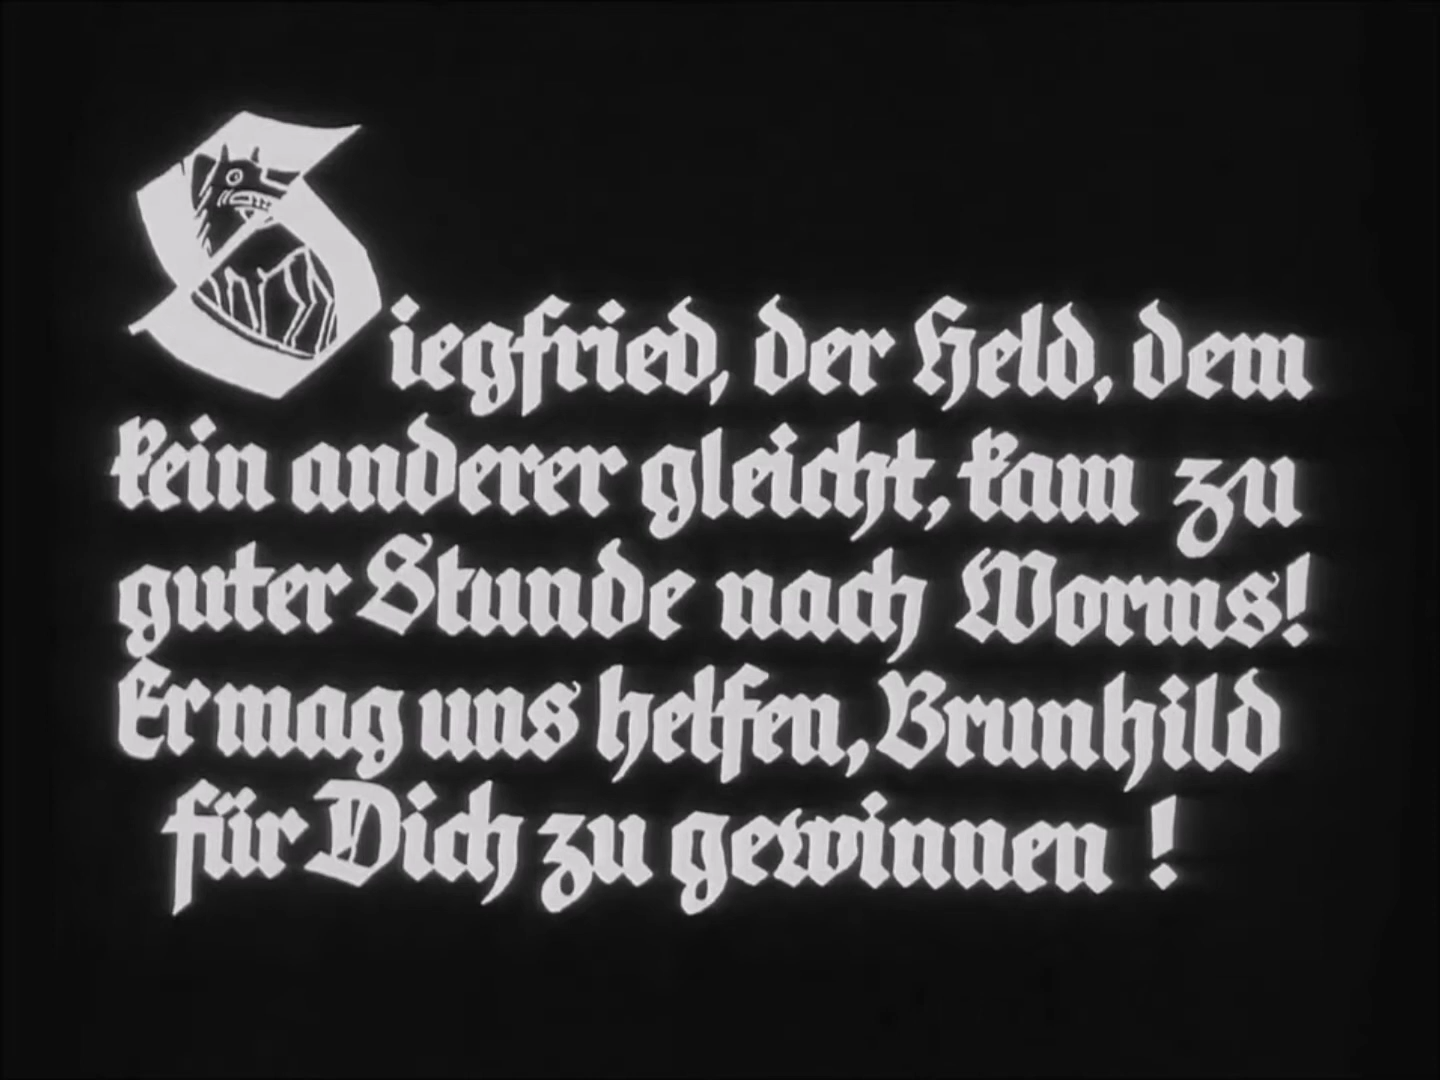 Siegfried, der Held, dem
kein anderer gleicht, kam zu
guter Stunde nach Worms!
Er mag uns helfen, Brunhild
für Dich zu gewinnen!